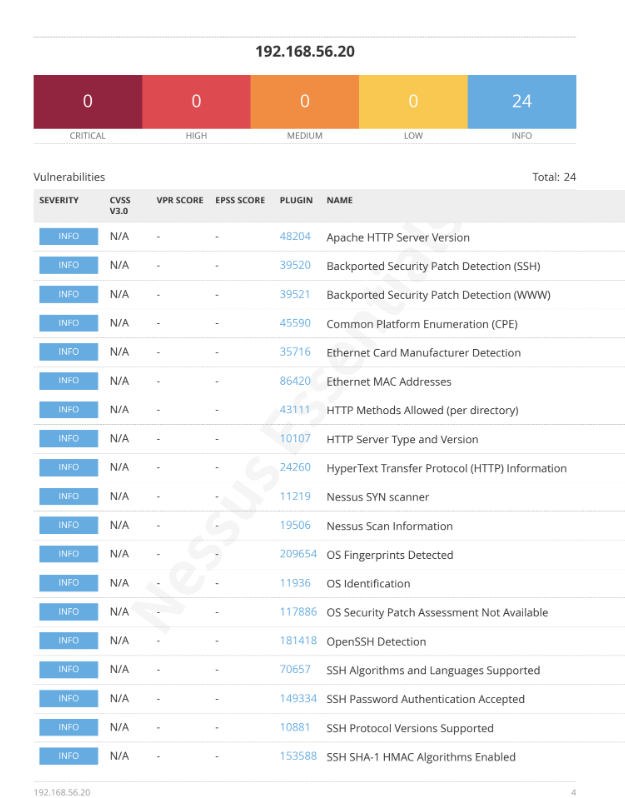 192.168.56.20
0 0 0 0 24
CRITICAL HIGH MEDIUM LOW INFO
Vulnerabilities Total: 24
SEVERITY CVSS V3.0 VPR SCORE EPSS SCORE PLUGIN NAME
INFO N/A - - 48204 Apache HTTP Server Version
INFO N/A - - 39520 Backported Security Patch Detection (SSH)
INFO N/A - - 39521 Backported Security Patch Detection (WWW)
INFO N/A - - 45590 Common Platform Enumeration (CPE)
INFO N/A - - 35716 Ethernet Card Manufacturer Detection
INFO N/A - - 86420 Ethernet MAC Addresses
INFO N/A - - 43111 HTTP Methods Allowed (per directory)
INFO N/A - - 10107 HTTP Server Type and Version
INFO N/A - - 24260 HyperText Transfer Protocol (HTTP) Information
INFO N/A - - 11219 Nessus SYN scanner
INFO N/A - - 19506 Nessus Scan Information
INFO N/A - - 209654 OS Fingerprints Detected
INFO N/A - - 11936 OS Identification
INFO N/A - - 117886 OS Security Patch Assessment Not Available
INFO N/A - - 181418 OpenSSH Detection
INFO N/A - - 70657 SSH Algorithms and Languages Supported
INFO N/A - - 149334 SSH Password Authentication Accepted
INFO N/A - - 10881 SSH Protocol Versions Supported
INFO N/A - - 153588 SSH SHA-1 HMAC Algorithms Enabled
Nessus Essentials
192.168.56.20 4